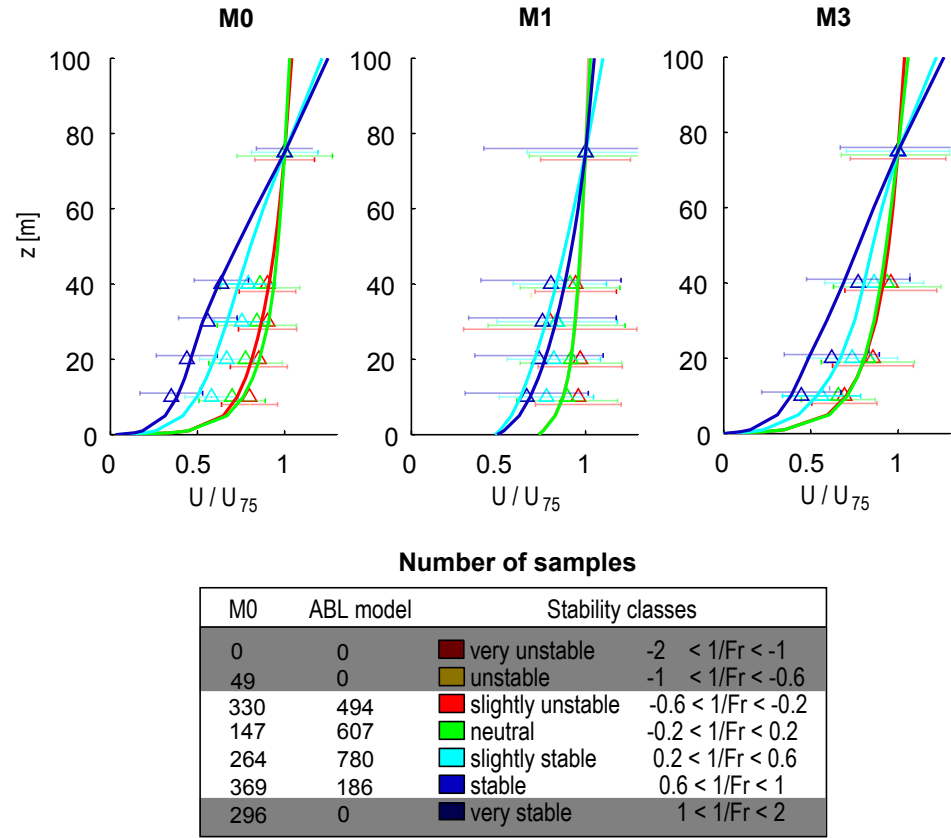 M0 M1 M3
100 100 100
80 80 80
60 60 60
40 40 40
20 20 20
0 0 0
z [m]
0 0.5 1 0 0.5 1 0 0.5 1
U / U 75 U / U 75 U / U 75
Number of samples
M0 ABL model Stability classes
0 0 very unstable -2 < 1/Fr < -1
49 0 unstable -1 < 1/Fr < -0.6
330 494 slightly unstable -0.6 < 1/Fr < -0.2
147 607 neutral -0.2 < 1/Fr < 0.2
264 780 slightly stable 0.2 < 1/Fr < 0.6
369 186 stable 0.6 < 1/Fr < 1
296 0 very stable 1 < 1/Fr < 2